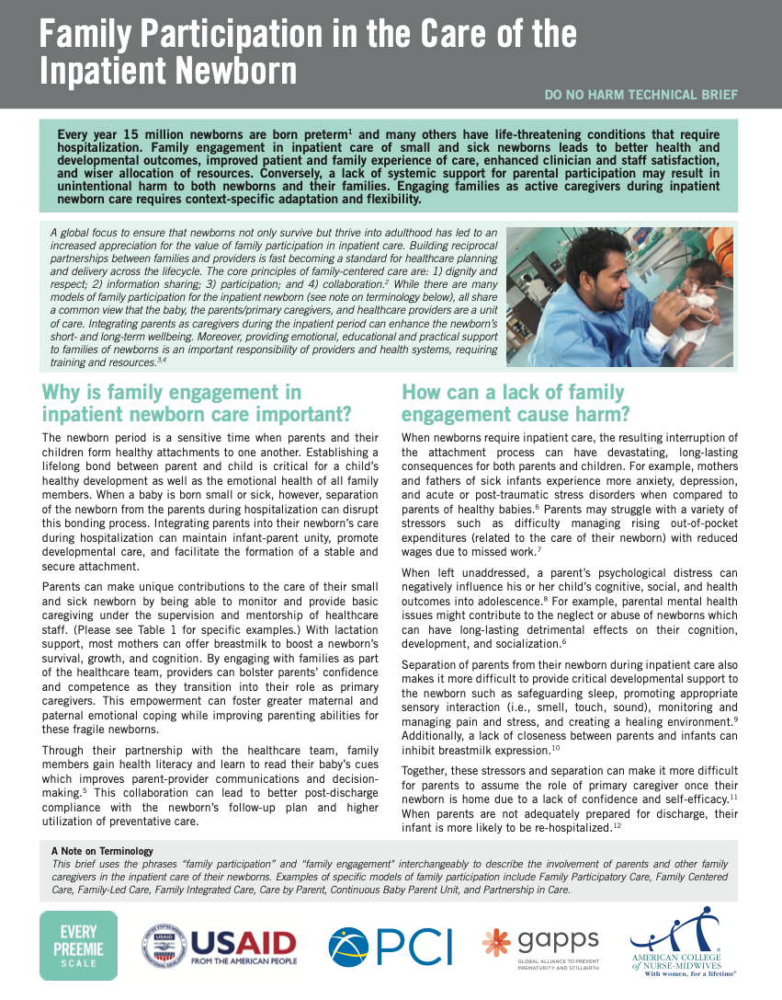 Family Participation in the Care of the
Inpatient Newborn
DO NO HARM TECHNICAL BRIEF
Every year 15 million newborns are born preterm1 and many others have life-threatening conditions that require
hospitalization. Family engagement in inpatient care of small and sick newborns leads to better health and
developmental outcomes, improved patient and family experience of care, enhanced clinician and staff satisfaction,
and wiser allocation of resources. Conversely, a lack of systemic support for parental participation may result in
unintentional harm to both newborns and their families. Engaging families as active caregivers during inpatient
newborn care requires context-specific adaptation and flexibility.
A global focus to ensure that newborns not only survive but thrive into adulthood has led to an
increased appreciation for the value of family participation in inpatient care. Building reciprocal
partnerships between families and providers is fast becoming a standard for healthcare planning
and delivery across the lifecycle. The core principles of family-centered care are: 1) dignity and
respect; 2) information sharing; 3) participation; and 4) collaboration.2 While there are many
models of family participation for the inpatient newborn (see note on terminology below), all share
a common view that the baby, the parents/primary caregivers, and healthcare providers are a unit
of care. Integrating parents as caregivers during the inpatient period can enhance the newborn's
short- and long-term wellbeing. Moreover, providing emotional, educational and practical support
to families of newborns is an important responsibility of providers and health systems, requiring
training and resources.3,4
Why is family engagement in
inpatient newborn care important?
The newborn period is a sensitive time when parents and their
children form healthy attachments to one another. Establishing a
lifelong bond between parent and child is critical for a child's
healthy development as well as the emotional health of all family
members. When a baby is born small or sick, however, separation
of the newborn from the parents during hospitalization can disrupt
this bonding process. Integrating parents into their newborn's care
during hospitalization can maintain infant-parent unity, promote
developmental care, and facilitate the formation of a stable and
secure attachment.
Parents can make unique contributions to the care of their small
and sick newborn by being able to monitor and provide basic
caregiving under the supervision and mentorship of healthcare
staff. (Please see Table 1 for specific examples.) With lactation
support, most mothers can offer breastmilk to boost a newborn's
survival, growth, and cognition. By engaging with families as part
of the healthcare team, providers can bolster parents' confidence
and competence as they transition into their role as primary
caregivers. This empowerment can foster greater maternal and
paternal emotional coping while improving parenting abilities for
these fragile newborns.
Through their partnership with the healthcare team, family
members gain health literacy and learn to read their baby's cues
which improves parent-provider communications and decision-
making.5 This collaboration can lead to better post-discharge
compliance with the newborn's follow-up plan and higher
utilization of preventative care.
How can a lack of family
engagement cause harm?
When newborns require inpatient care, the resulting interruption of
the attachment process can have devastating, long-lasting
consequences for both parents and children. For example, mothers
and fathers of sick infants experience more anxiety, depression,
and acute or post-traumatic stress disorders when compared to
parents of healthy babies.6 Parents may struggle with a variety of
stressors such as difficulty managing rising out-of-pocket
expenditures (related to the care of their newborn) with reduced
wages due to missed work.7
When left unaddressed, a parent's psychological distress can
negatively influence his or her child's cognitive, social, and health
outcomes into adolescence.8 For example, parental mental health
issues might contribute to the neglect or abuse of newborns which
can have long-lasting detrimental effects on their cognition,
development, and socialization.6
Separation of parents from their newborn during inpatient care also
makes it more difficult to provide critical developmental support to
the newborn such as safeguarding sleep, promoting appropriate
sensory interaction (i.e., smell, touch, sound), monitoring and
managing pain and stress, and creating a healing environment.9
Additionally, a lack of closeness between parents and infants can
inhibit breastmilk expression.10
Together, these stressors and separation can make it more difficult
for parents to assume the role of primary caregiver once their
newborn is home due to a lack of confidence and self-efficacy.11
When parents are not adequately prepared for discharge, their
infant is more likely to be re-hospitalized.12
A Note on Terminology
This brief uses the phrases “family participation” and “family engagement" interchangeably to describe the involvement of parents and other family
caregivers in the inpatient care of their newborns. Examples of specific models of family participation include Family Participatory Care, Family Centered
Care, Family-Led Care, Family Integrated Care, Care by Parent, Continuous Baby Parent Unit, and Partnership in Care.
EVERY
PREEMIE
SCALE
USAID
USAID
FROM THE AMERICAN PEOPLE
PCI
gapps
GLOBAL ALLIANCE TO PREVENT
PREMATURITY AND STILLBIRTH
AMERICAN COLLEGE
of NURSE-MIDWIVES
With women, for a lifetime®